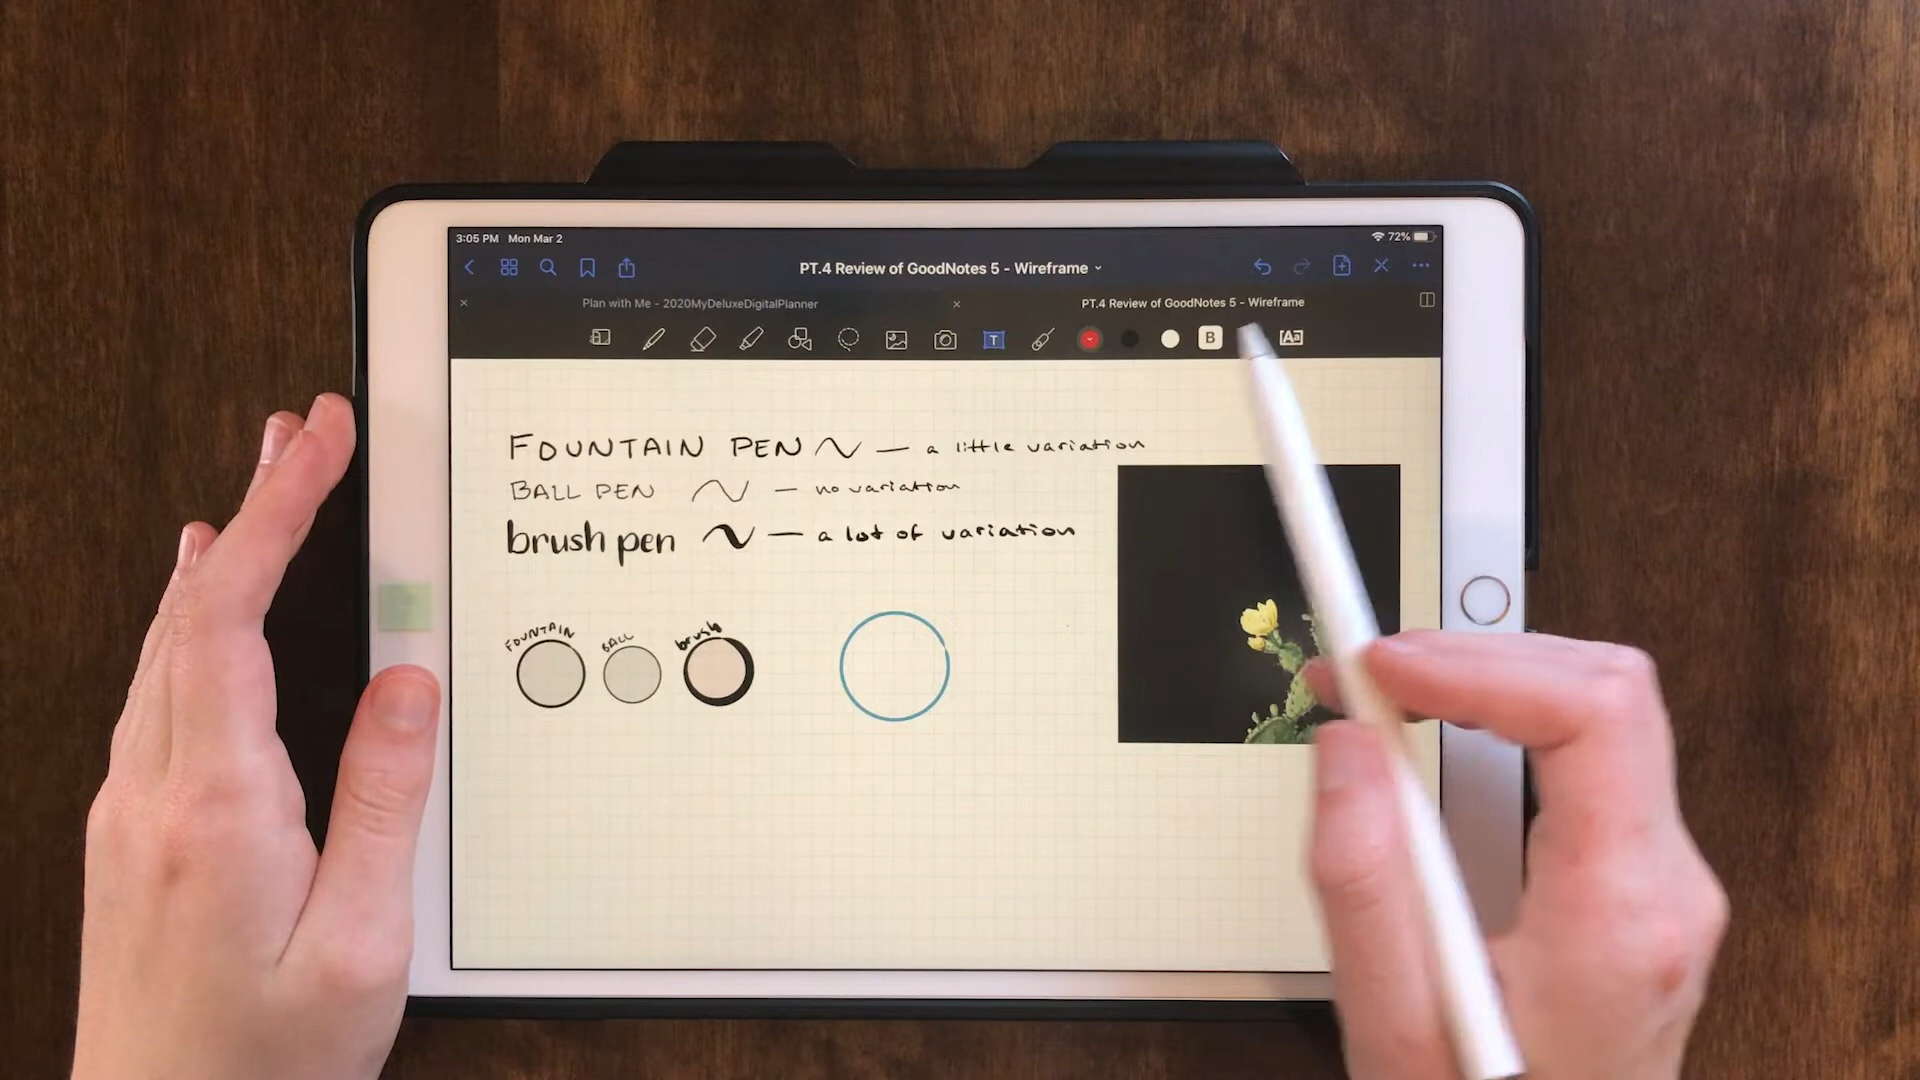 3:05 PM Mon Mar 2 72%
PT.4 Review of GoodNotes 5 - Wireframe
Plan with Me - 2020MyDeluxeDigitalPlanner PT.4 Review of GoodNotes 5 - Wireframe
T B Aa
FOUNTAIN PEN — a little variation
BALL PEN — no variation
brush pen — a lot of variation
FOUNTAIN BALL brush